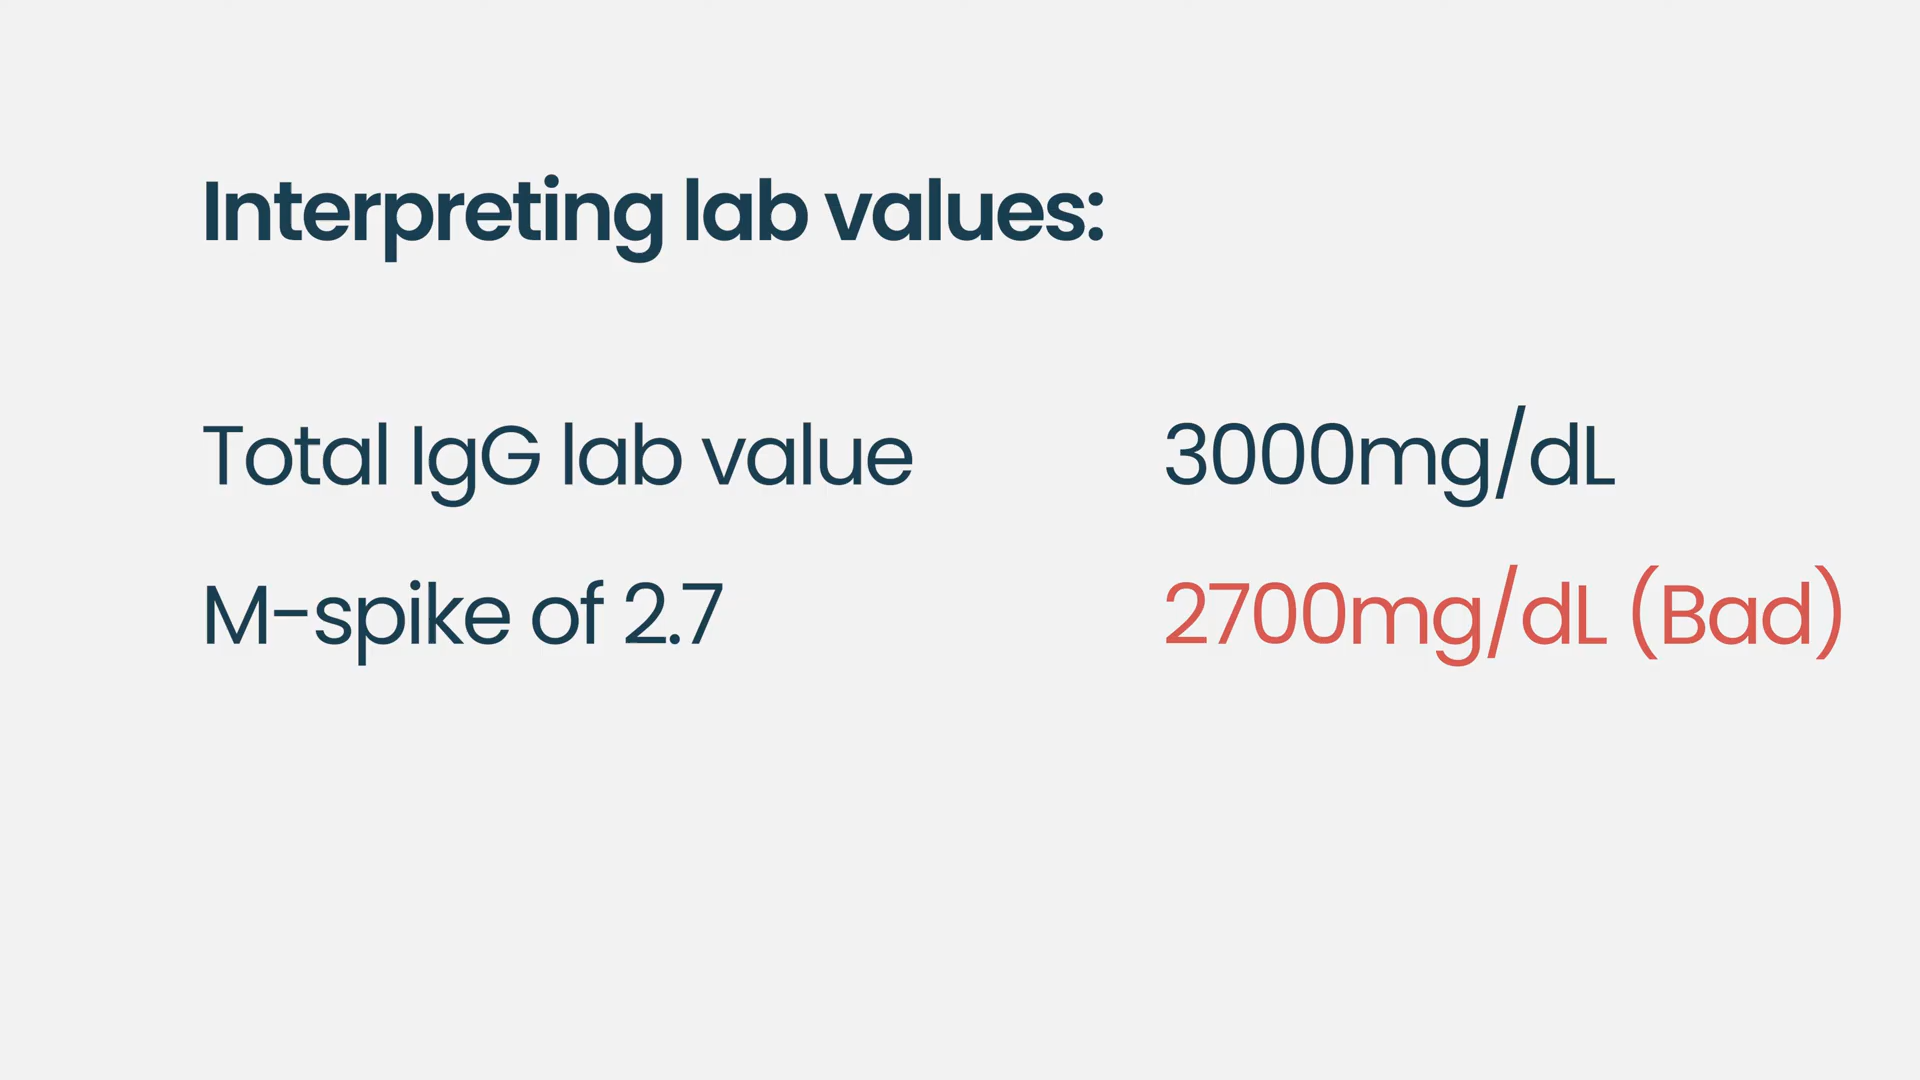 Interpreting lab values:
Total IgG lab value 3000mg/dL
M-spike of 2.7 2700mg/dL (Bad)